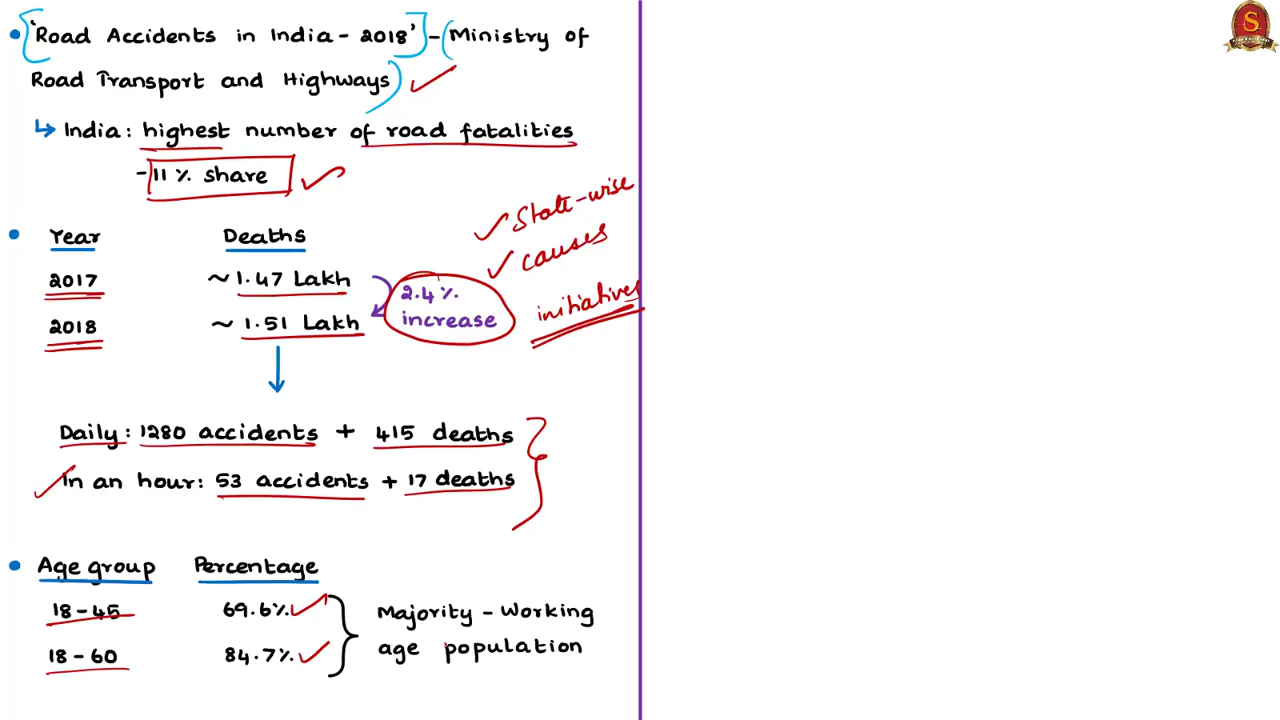 'Road Accidents in India - 2018' - (Ministry of
Road Transport and Highways)
↳ India: highest number of road fatalities
- 11% share
State-wise
causes
initiatives
Year Deaths
2017 ~ 1.47 Lakh
2018 ~ 1.51 Lakh
2.4%
increase
Daily: 1280 accidents + 415 deaths
In an hour: 53 accidents + 17 deaths
Age group Percentage
18-45 69.6%
18-60 84.7%
Majority - Working
age population